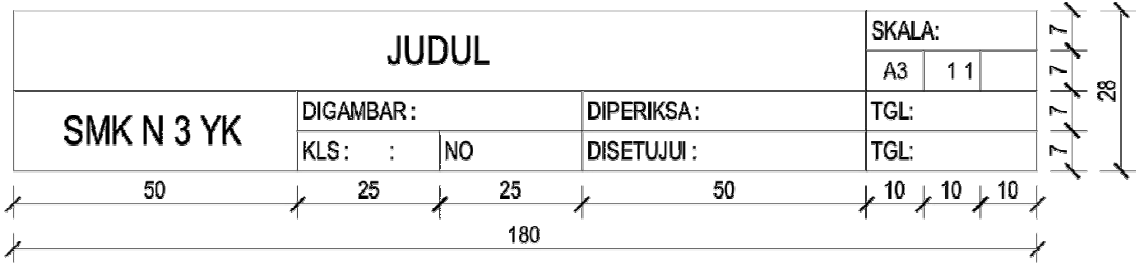 JUDUL
SKALA:
A3 1 1
SMK N 3 YK
DIGAMBAR :
DIPERIKSA :
TGL:
KLS : :
NO
DISETUJUI :
TGL:
7
7
7
7
28
50 25 25 50 10 10 10
180